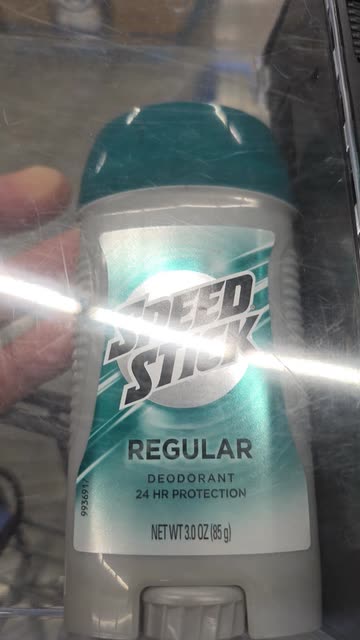 SPEED
STICK
REGULAR
DEODORANT
24 HR PROTECTION
NET WT 3.0 OZ (85 g)